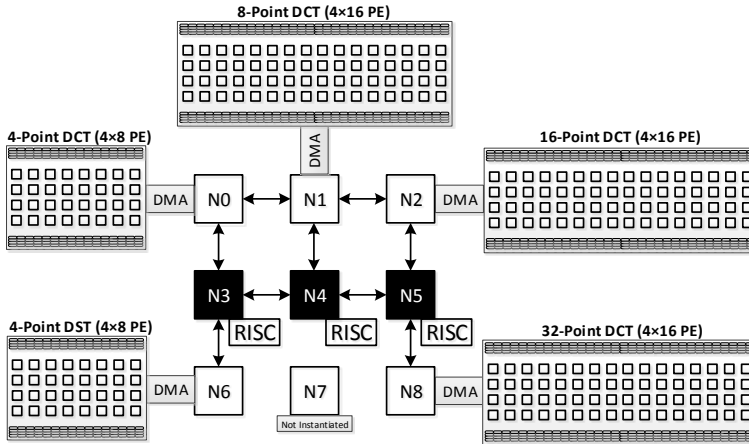 8-Point DCT (4×16 PE)
4-Point DCT (4×8 PE)
16-Point DCT (4×16 PE)
DMA
DMA
N0
N1
N2
DMA
N3
N4
N5
RISC
RISC
RISC
4-Point DST (4×8 PE)
32-Point DCT (4×16 PE)
DMA
N6
N7
N8
DMA
Not Instantiated